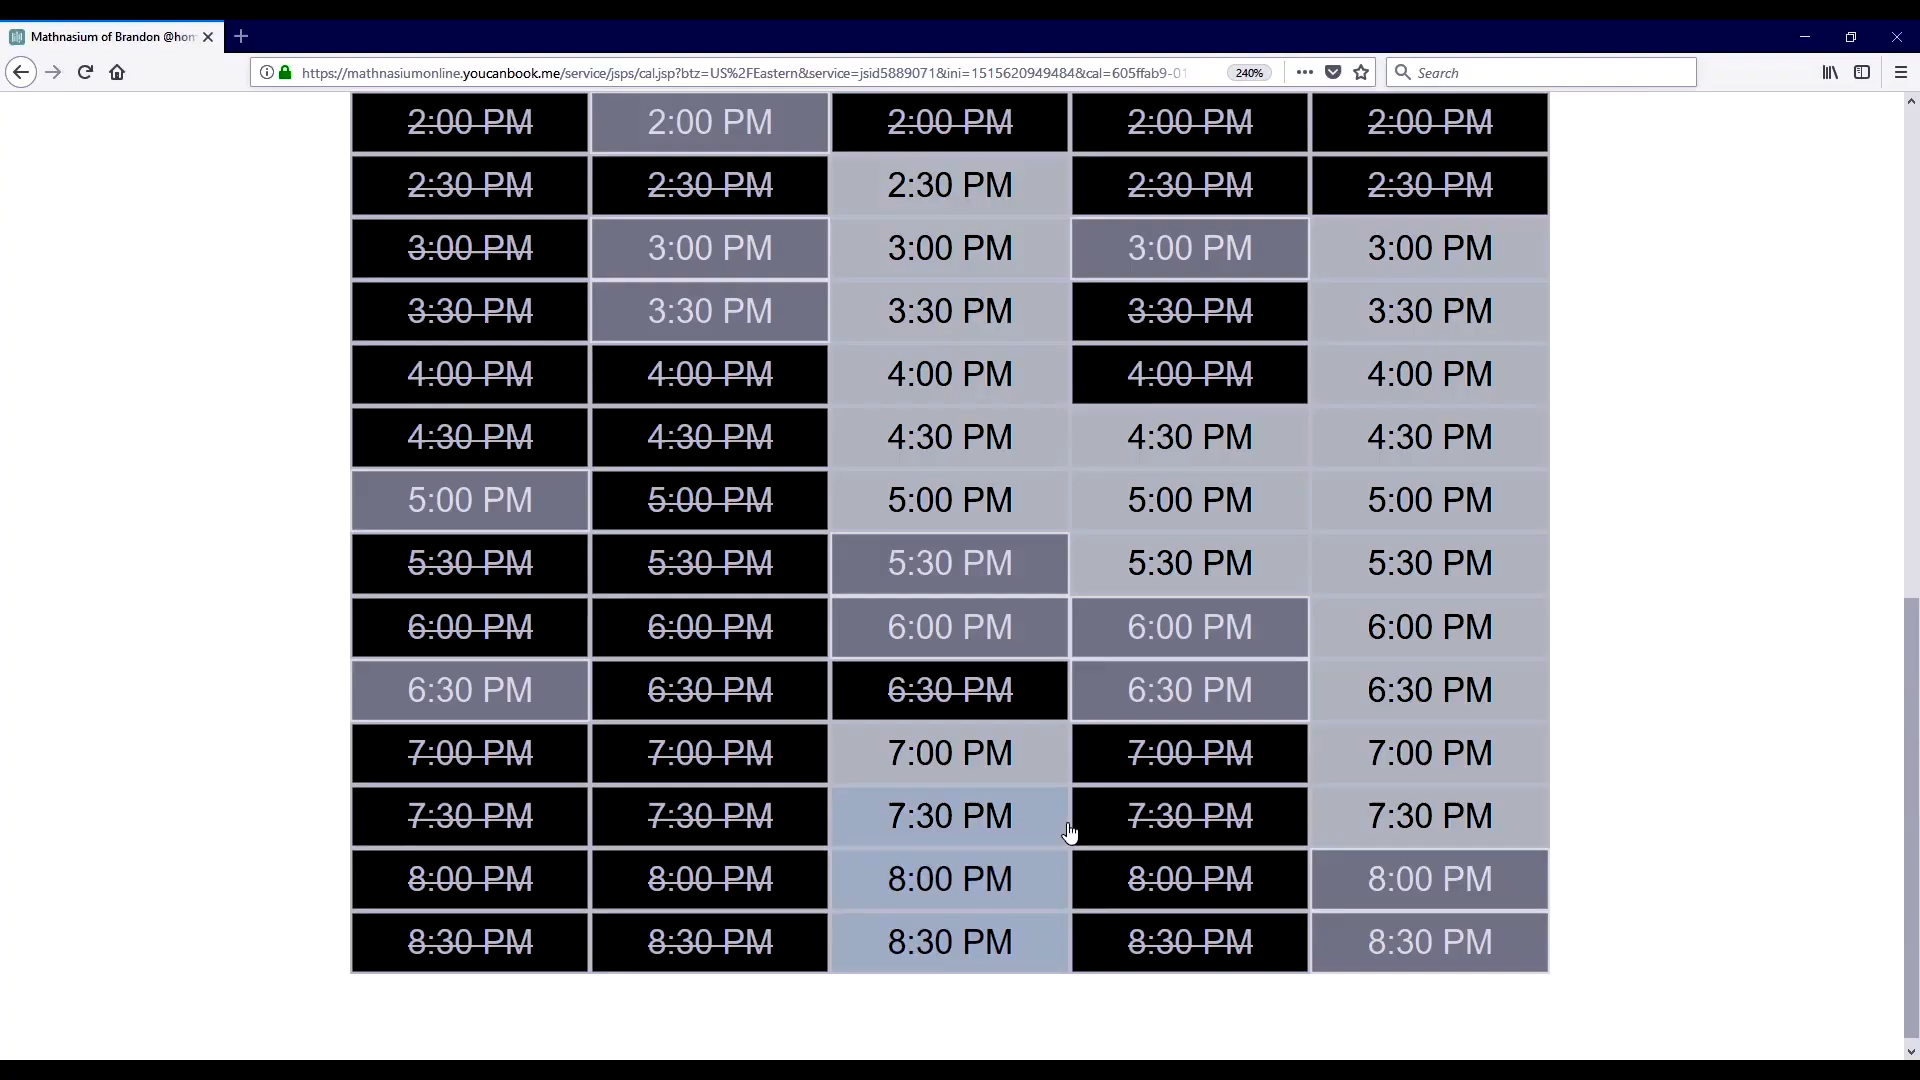 Mathnasium of Brandon @hom
https://mathnasiumonline.youcanbook.me/service/jsps/cal.jsp?btz=US%2FEastern&service=jsid5889071&ini=1515620949484&cal=605ffab9-01
240%
Search
2:00 PM 2:00 PM 2:00 PM 2:00 PM 2:00 PM
2:30 PM 2:30 PM 2:30 PM 2:30 PM 2:30 PM
3:00 PM 3:00 PM 3:00 PM 3:00 PM 3:00 PM
3:30 PM 3:30 PM 3:30 PM 3:30 PM 3:30 PM
4:00 PM 4:00 PM 4:00 PM 4:00 PM 4:00 PM
4:30 PM 4:30 PM 4:30 PM 4:30 PM 4:30 PM
5:00 PM 5:00 PM 5:00 PM 5:00 PM 5:00 PM
5:30 PM 5:30 PM 5:30 PM 5:30 PM 5:30 PM
6:00 PM 6:00 PM 6:00 PM 6:00 PM 6:00 PM
6:30 PM 6:30 PM 6:30 PM 6:30 PM 6:30 PM
7:00 PM 7:00 PM 7:00 PM 7:00 PM 7:00 PM
7:30 PM 7:30 PM 7:30 PM 7:30 PM 7:30 PM
8:00 PM 8:00 PM 8:00 PM 8:00 PM 8:00 PM
8:30 PM 8:30 PM 8:30 PM 8:30 PM 8:30 PM